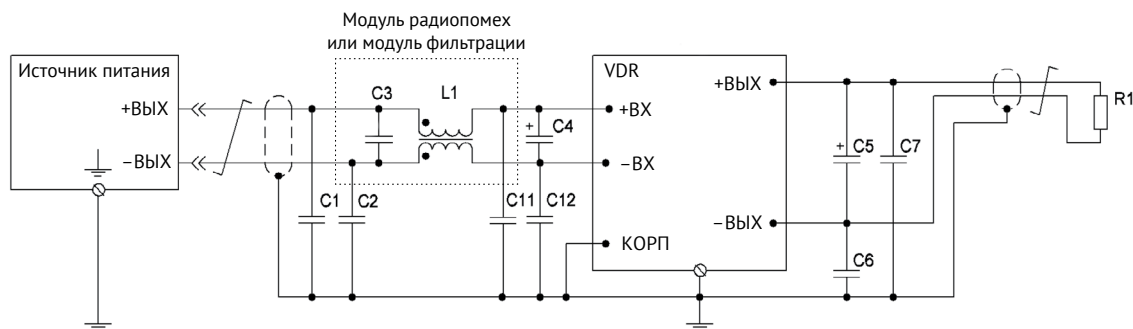 Модуль радиопомех
или модуль фильтрации
Источник питания
+ВЫХ
−ВЫХ
C3
L1
+
C4
C1
C2
C11
C12
VDR
+ВХ
−ВХ
КОРП
+ВЫХ
−ВЫХ
+
C5
C7
C6
R1